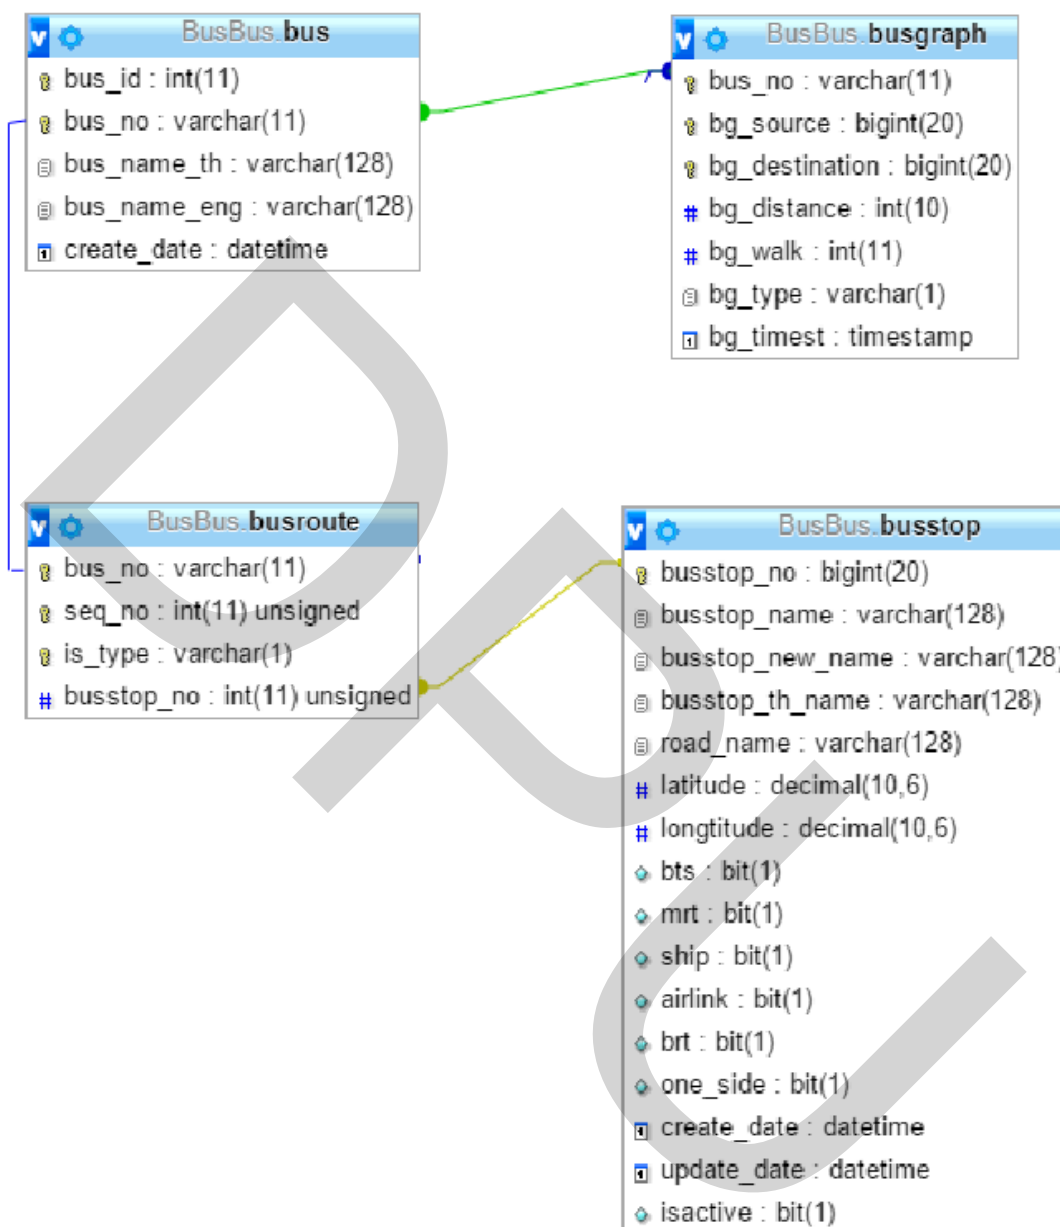 BusBus.bus
bus_id : int(11)
bus_no : varchar(11)
bus_name_th : varchar(128)
bus_name_eng : varchar(128)
create_date : datetime
BusBus.busgraph
bus_no : varchar(11)
bg_source : bigint(20)
bg_destination : bigint(20)
bg_distance : int(10)
bg_walk : int(11)
bg_type : varchar(1)
bg_timest : timestamp
BusBus.busroute
bus_no : varchar(11)
seq_no : int(11) unsigned
is_type : varchar(1)
busstop_no : int(11) unsigned
BusBus.busstop
busstop_no : bigint(20)
busstop_name : varchar(128)
busstop_new_name : varchar(128)
busstop_th_name : varchar(128)
road_name : varchar(128)
latitude : decimal(10,6)
longtitude : decimal(10,6)
bts : bit(1)
mrt : bit(1)
ship : bit(1)
airlink : bit(1)
brt : bit(1)
one_side : bit(1)
create_date : datetime
update_date : datetime
isactive : bit(1)
DPU